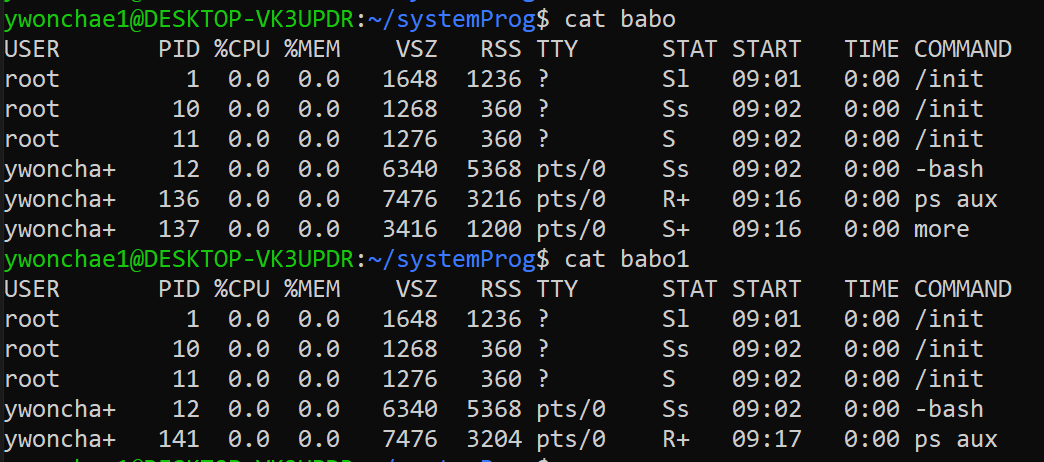 ywonchae1@DESKTOP-VK3UPDR:~/systemProg$ cat babo
USER       PID %CPU %MEM    VSZ   RSS TTY      STAT START   TIME COMMAND
root         1  0.0  0.0   1648  1236 ?        Sl   09:01   0:00 /init
root        10  0.0  0.0   1268   360 ?        Ss   09:02   0:00 /init
root        11  0.0  0.0   1276   360 ?        S    09:02   0:00 /init
ywoncha+    12  0.0  0.0   6340  5368 pts/0    Ss   09:02   0:00 -bash
ywoncha+   136  0.0  0.0   7476  3216 pts/0    R+   09:16   0:00 ps aux
ywoncha+   137  0.0  0.0   3416  1200 pts/0    S+   09:16   0:00 more
ywonchae1@DESKTOP-VK3UPDR:~/systemProg$ cat babo1
USER       PID %CPU %MEM    VSZ   RSS TTY      STAT START   TIME COMMAND
root         1  0.0  0.0   1648  1236 ?        Sl   09:01   0:00 /init
root        10  0.0  0.0   1268   360 ?        Ss   09:02   0:00 /init
root        11  0.0  0.0   1276   360 ?        S    09:02   0:00 /init
ywoncha+    12  0.0  0.0   6340  5368 pts/0    Ss   09:02   0:00 -bash
ywoncha+   141  0.0  0.0   7476  3204 pts/0    R+   09:17   0:00 ps aux